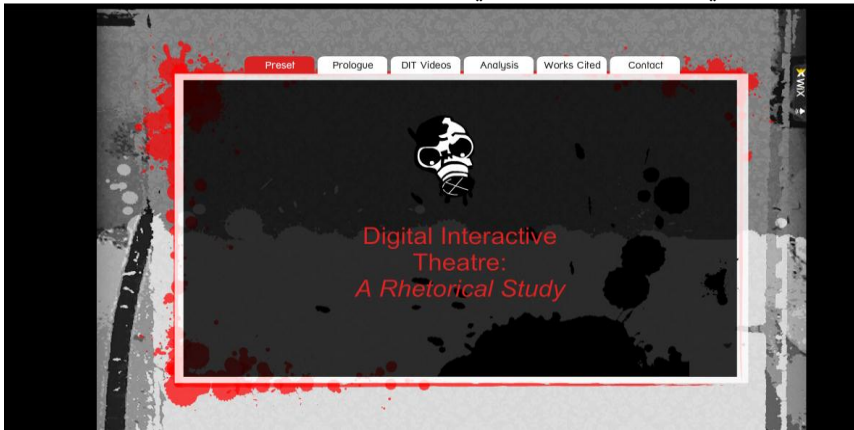 Preset
Prologue
DIT Videos
Analysis
Works Cited
Contact
WiX
Digital Interactive
Theatre:
A Rhetorical Study